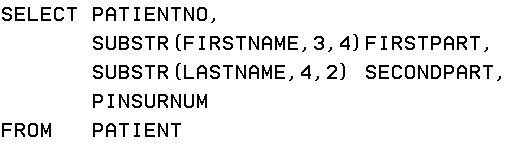 SELECT PATIENTNO,
SUBSTR(FIRSTNAME,3,4)FIRSTPART,
SUBSTR(LASTNAME,4,2) SECONDPART,
PINSURNUM
FROM PATIENT